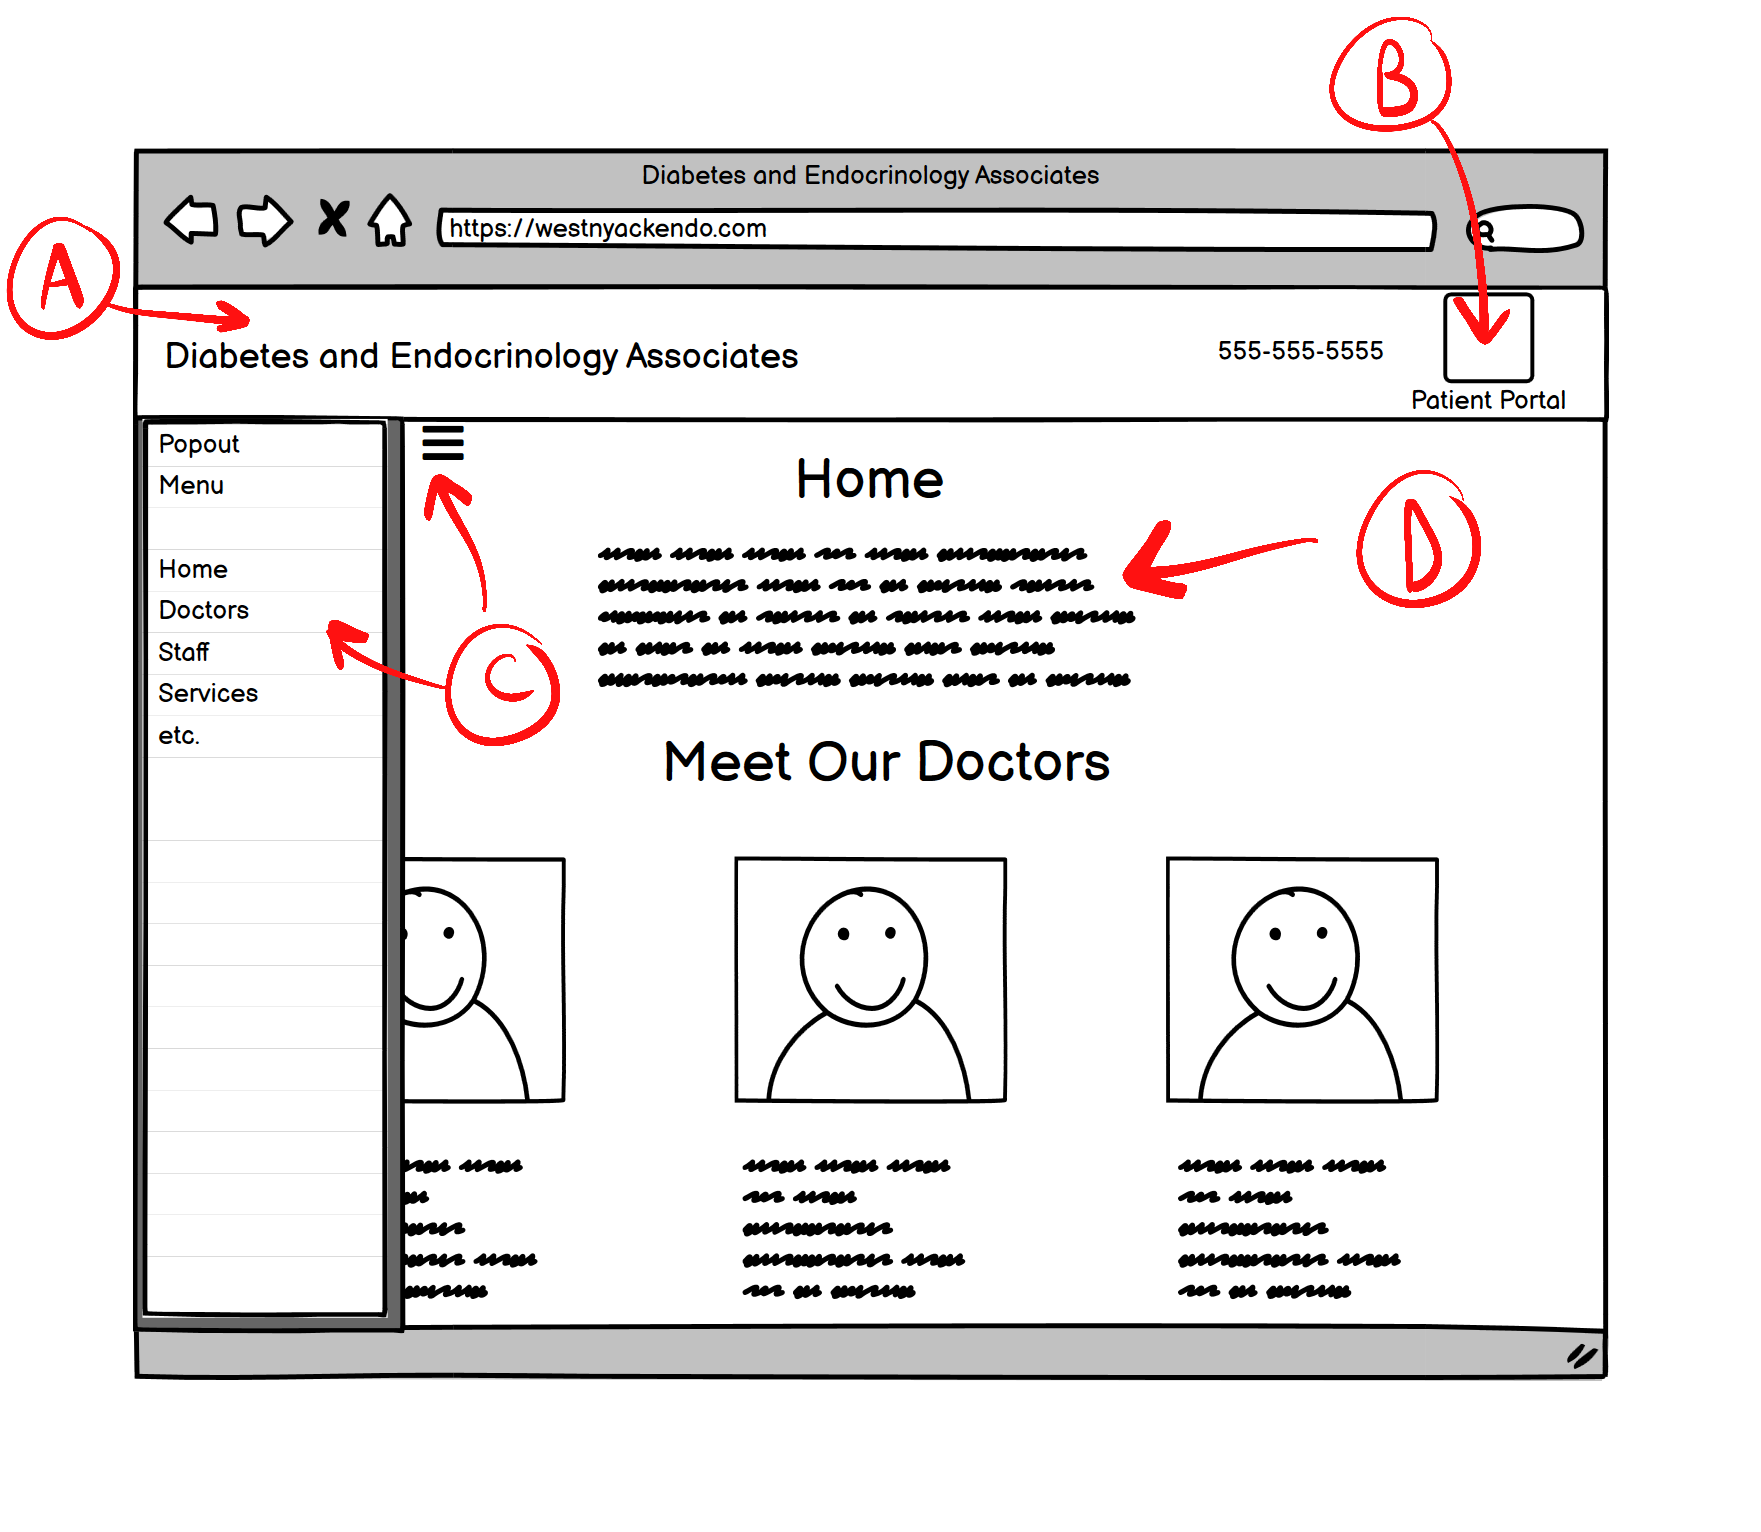 B
Diabetes and Endocrinology Associates
https://westnyackendo.com
A
Diabetes and Endocrinology Associates
555-555-5555
Patient Portal
Popout
Menu
Home
Doctors
Staff
Services
etc.
Home
D
C
Meet Our Doctors